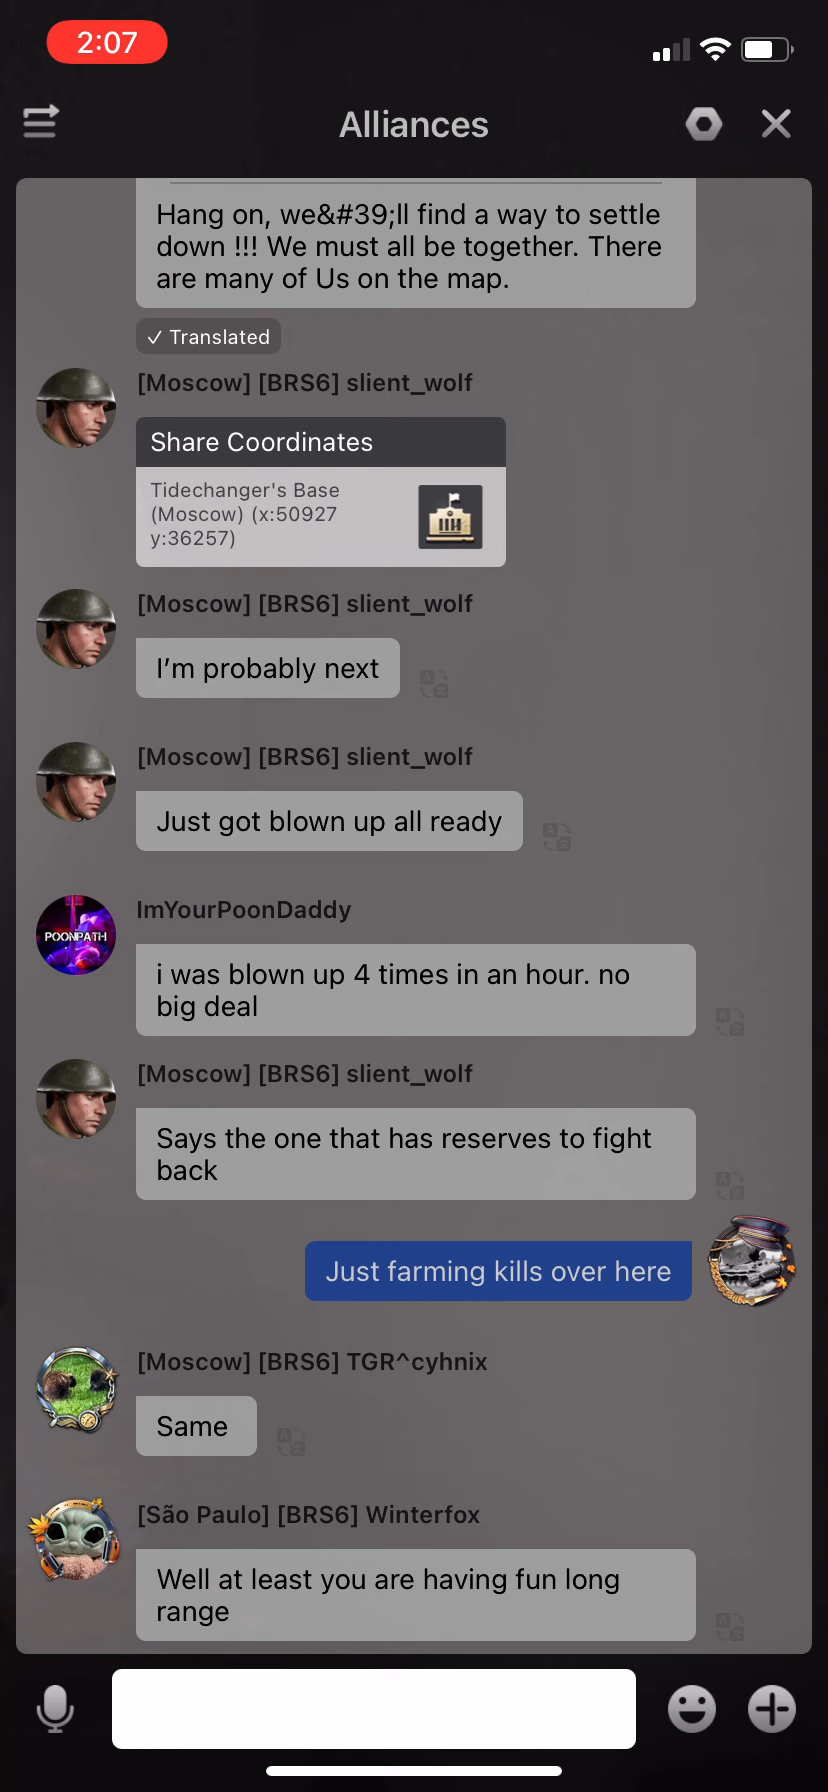 2:07
Alliances
Hang on, we&#39;ll find a way to settle
down !!! We must all be together. There
are many of Us on the map.
✓ Translated
[Moscow] [BRS6] slient_wolf
Share Coordinates
Tidechanger's Base
(Moscow) (x:50927
y:36257)
[Moscow] [BRS6] slient_wolf
I’m probably next
[Moscow] [BRS6] slient_wolf
Just got blown up all ready
ImYourPoonDaddy
POONPATH
i was blown up 4 times in an hour. no
big deal
[Moscow] [BRS6] slient_wolf
Says the one that has reserves to fight
back
Just farming kills over here
[Moscow] [BRS6] TGR^cyhnix
Same
[São Paulo] [BRS6] Winterfox
Well at least you are having fun long
range